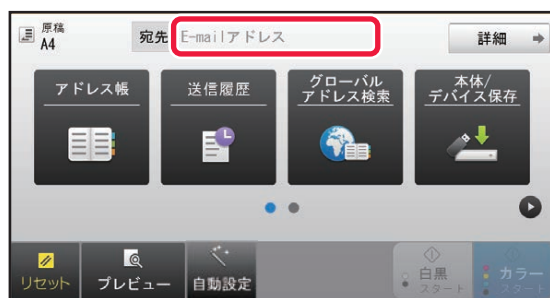 原稿
A4
宛先
E-mailアドレス
詳細
アドレス帳
送信履歴
グローバル
アドレス検索
本体/
デバイス保存
リセット
プレビュー
自動設定
白黒
スタート
カラー
スタート